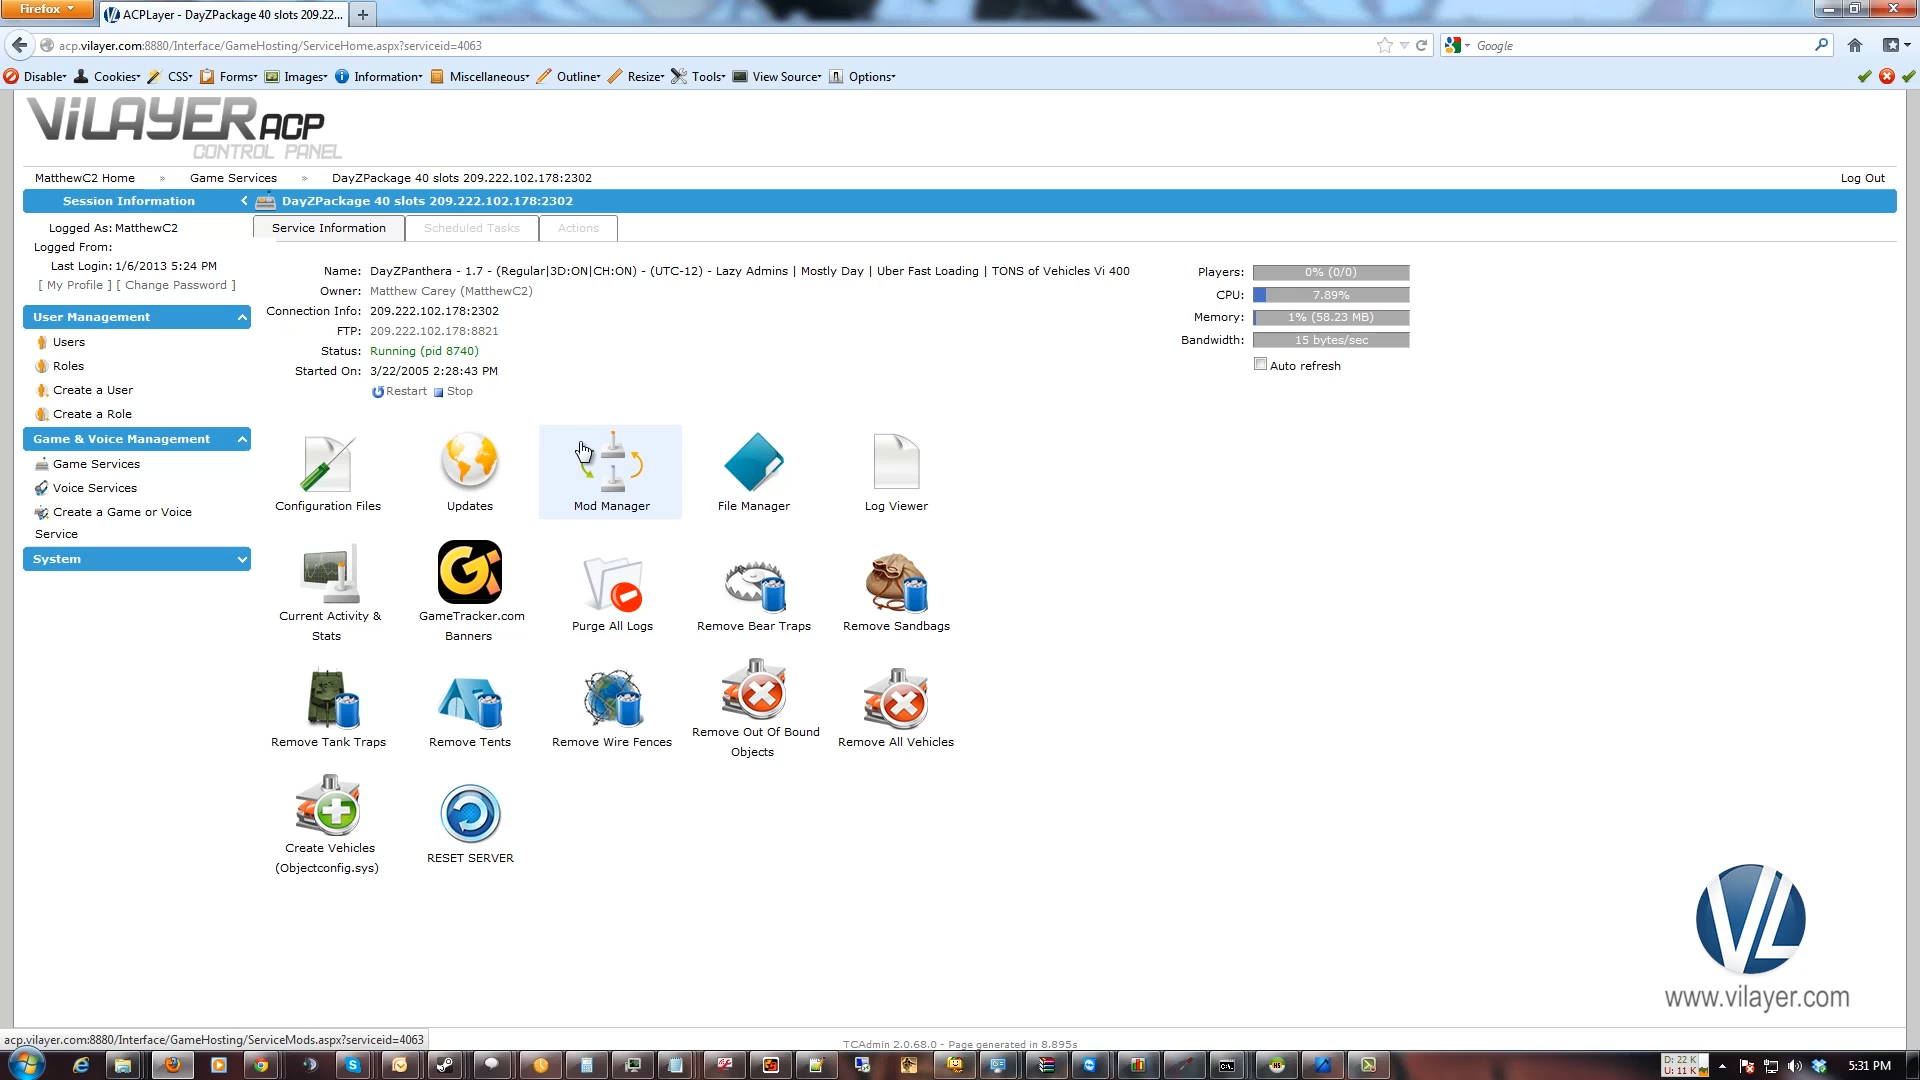 Firefox
ACPLayer - DayZPackage 40 slots 209.22...
acp.vilayer.com:8880/Interface/GameHosting/ServiceHome.aspx?serviceid=4063
Google
Disable
Cookies
CSS
Forms
Images
Information
Miscellaneous
Outline
Resize
Tools
View Source
Options
ViLAYER ACP
CONTROL PANEL
MatthewC2 Home » Game Services » DayZPackage 40 slots 209.222.102.178:2302
Log Out
Session Information
DayZPackage 40 slots 209.222.102.178:2302
Logged As: MatthewC2
Logged From:
Last Login: 1/6/2013 5:24 PM
[ My Profile ] [ Change Password ]
User Management
Users
Roles
Create a User
Create a Role
Game & Voice Management
Game Services
Voice Services
Create a Game or Voice
Service
System
Service Information
Scheduled Tasks
Actions
Name: DayZPanthera - 1.7 - (Regular|3D:ON|CH:ON) - (UTC-12) - Lazy Admins | Mostly Day | Uber Fast Loading | TONS of Vehicles Vi 400
Owner: Matthew Carey (MatthewC2)
Connection Info: 209.222.102.178:2302
FTP: 209.222.102.178:8821
Status: Running (pid 8740)
Started On: 3/22/2005 2:28:43 PM
Restart Stop
Players: 0% (0/0)
CPU: 7.89%
Memory: 1% (58.23 MB)
Bandwidth: 15 bytes/sec
Auto refresh
Configuration Files
Updates
Mod Manager
File Manager
Log Viewer
Current Activity &
Stats
GameTracker.com
Banners
Purge All Logs
Remove Bear Traps
Remove Sandbags
Remove Tank Traps
Remove Tents
Remove Wire Fences
Remove Out Of Bound
Objects
Remove All Vehicles
Create Vehicles
(Objectconfig.sys)
RESET SERVER
VL
www.vilayer.com
acp.vilayer.com:8880/Interface/GameHosting/ServiceMods.aspx?serviceid=4063
TCAdmin 2.0.68.0 - Page generated in 8.895s
D: 22 K
U: 11 K
5:31 PM